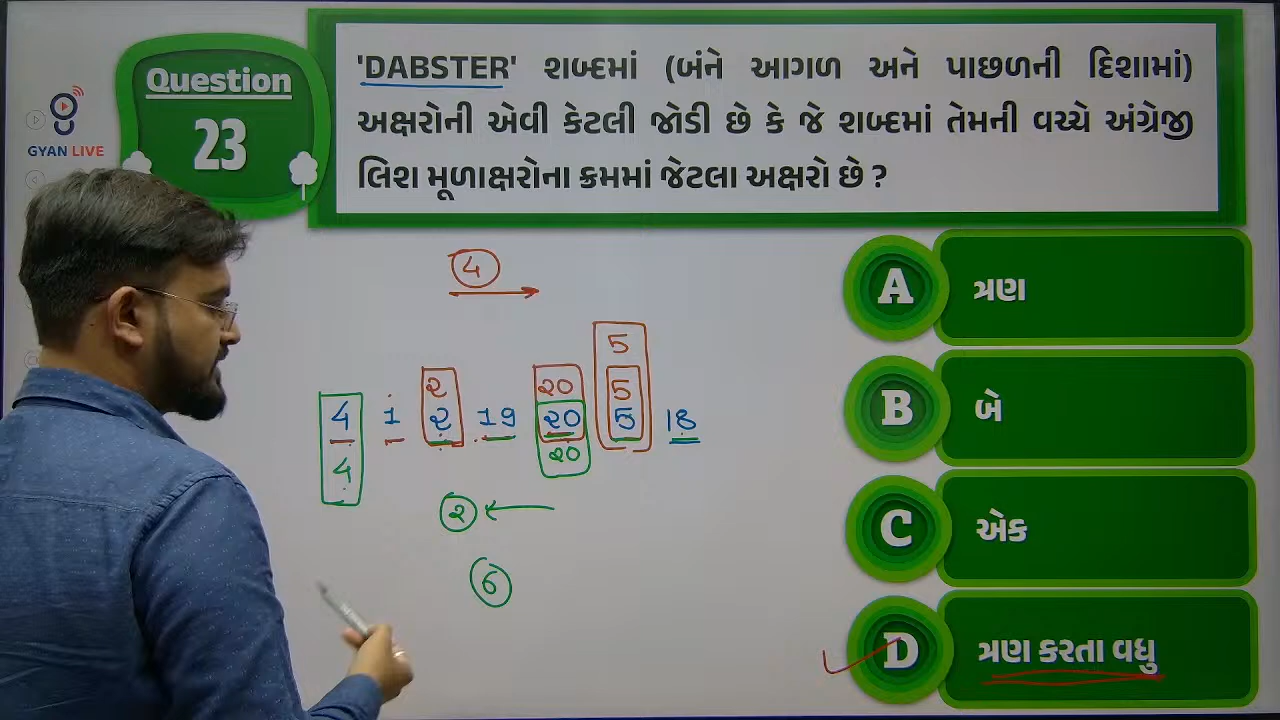 Question
23
GYAN LIVE
'DABSTER' શબ્દમાં (બંને આગળ અને પાછળની દિશામાં)
અક્ષરોની એવી કેટલી જોડી છે કે જે શબ્દમાં તેમની વચ્ચે અંગ્રેજી
લિશ મૂળાક્ષરોના ક્રમમાં જેટલા અક્ષરો છે ?
4
5
2 20 5
4 1 2 19 20 5 18
4 20
2
6
A ત્રણ
B બે
C એક
D ત્રણ કરતા વધુ